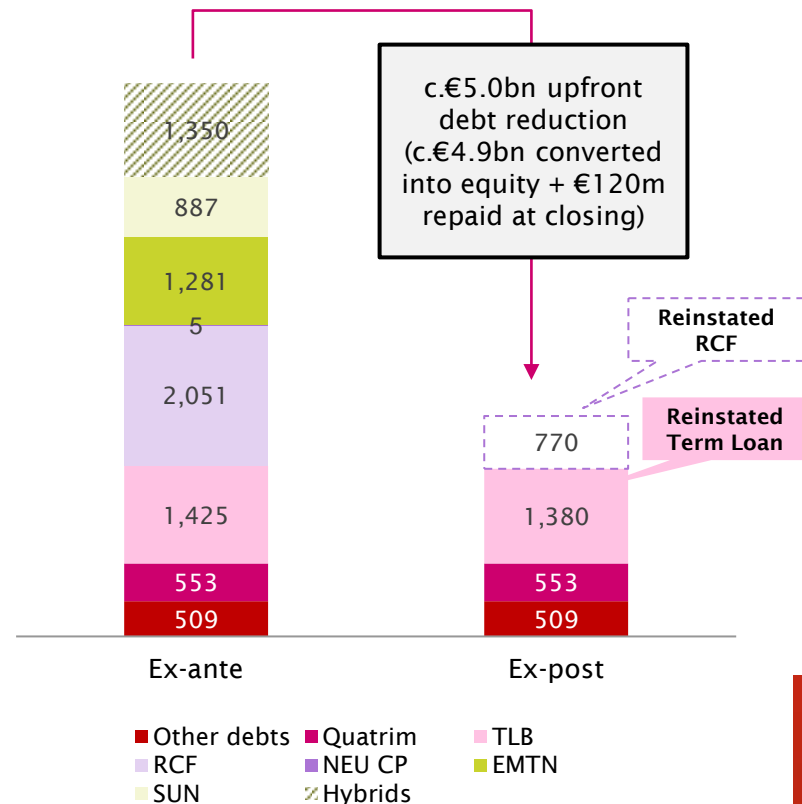 c.€5.0bn upfront
debt reduction
(c.€4.9bn converted
into equity + €120m
repaid at closing)
1,350
887
1,281
5
2,051
1,425
553
509
Reinstated
RCF
Reinstated
Term Loan
770
1,380
553
509
Ex-ante
Ex-post
Other debts
Quatrim
TLB
RCF
NEU CP
EMTN
SUN
Hybrids